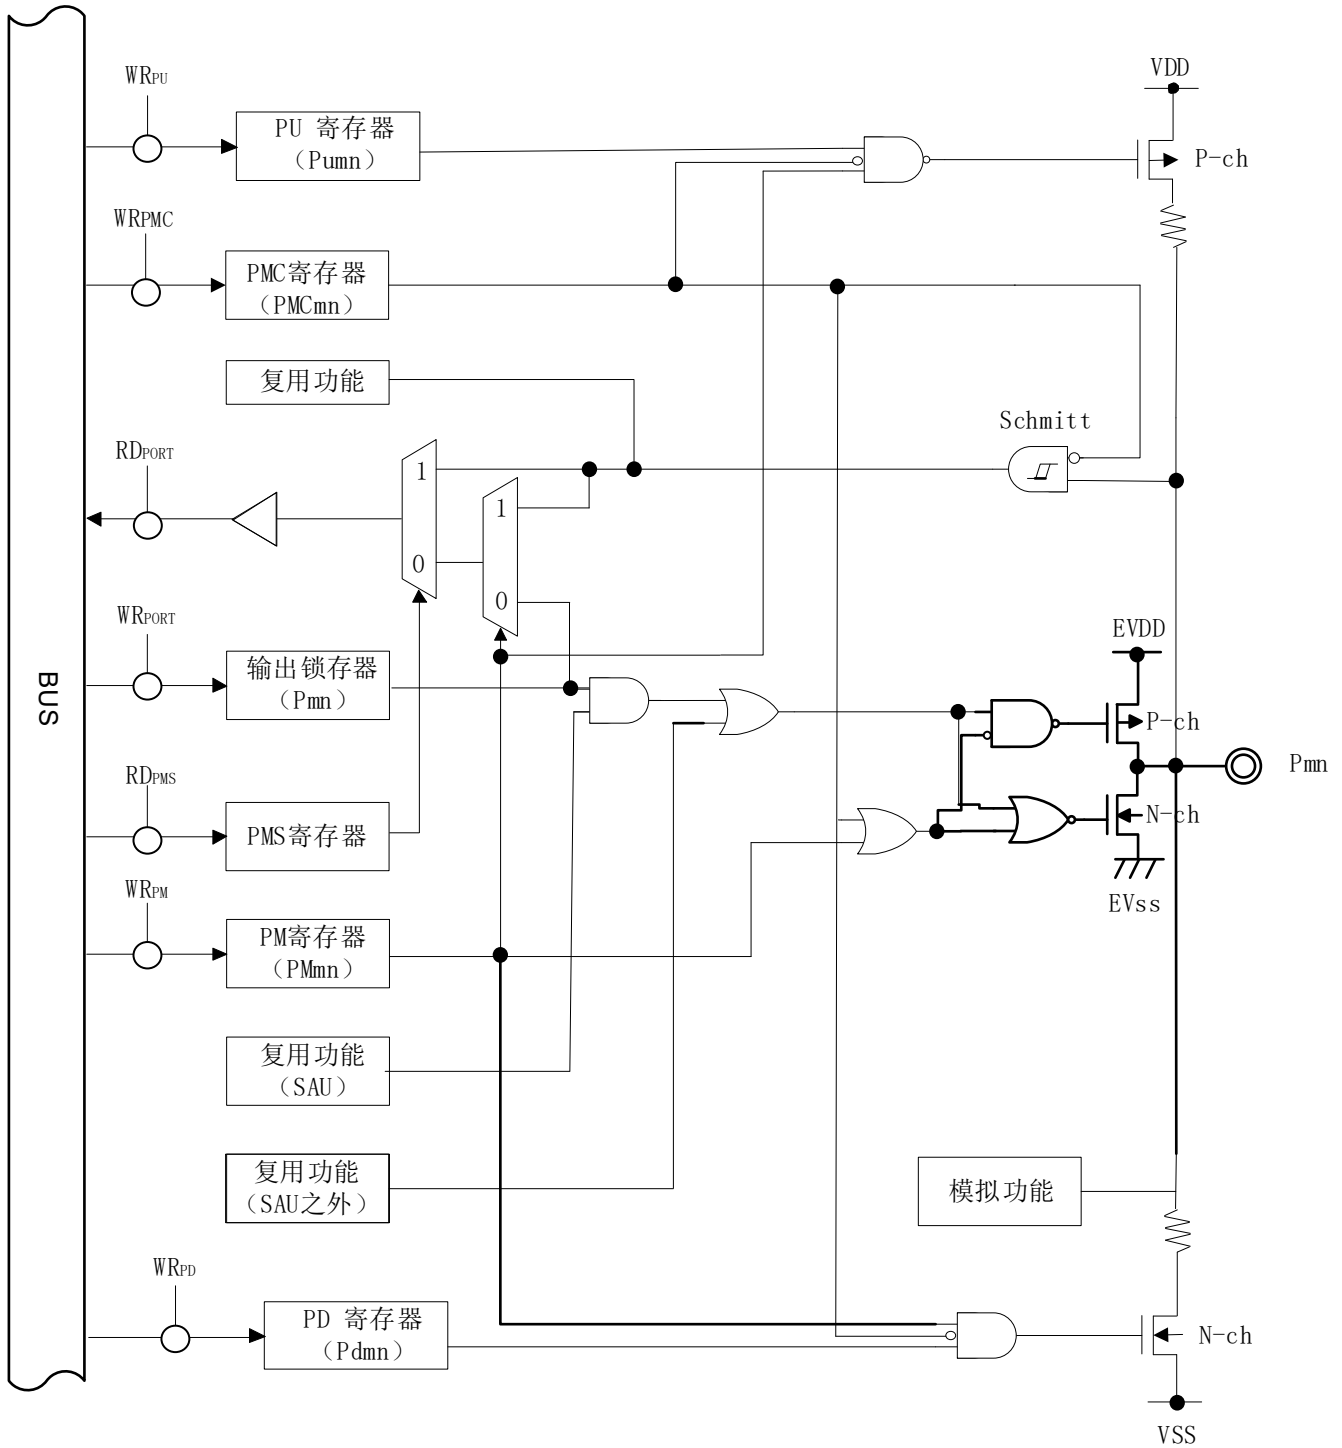 WRPU
VDD
PU 寄存器
（Pumn）
P-ch
WRPMC
PMC寄存器
（PMCmn）
复用功能
Schmitt
RDPORT
1
1
0
0
WRPORT
EVDD
输出锁存器
（Pmn）
BUS
P-ch
Pmn
RDPMS
N-ch
PMS寄存器
WRPM
EVss
PM寄存器
（PMmn）
复用功能
（SAU）
复用功能
（SAU之外）
模拟功能
WRPD
PD 寄存器
（Pdmn）
N-ch
VSS